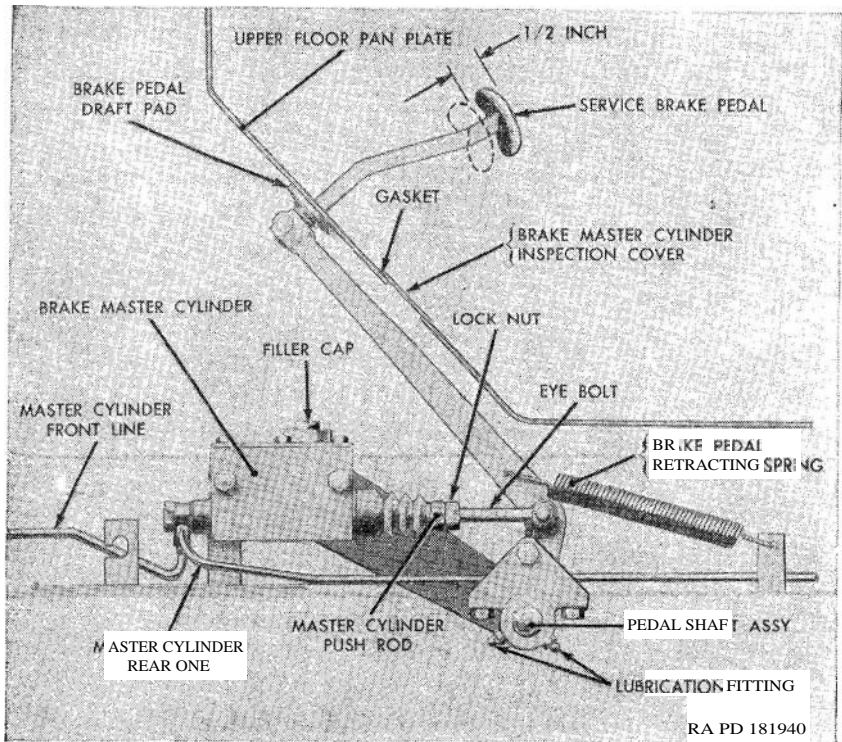 UPPER FLOOR PAN PLATE
1/2 INCH
BRAKE PEDAL
DRAFT PAD
SERVICE BRAKE PEDAL
GASKET
BRAKE MASTER CYLINDER
INSPECTION COVER
BRAKE MASTER CYLINDER
LOCK NUT
FILLER CAP
EYE BOLT
MASTER CYLINDER
FRONT LINE
BRAKE PEDAL
RETRACTING SPRING
MASTER CYLINDER
REAR ONE
MASTER CYLINDER
PUSH ROD
PEDAL SHAFT ASSY
LUBRICATION FITTING
RA PD 181940